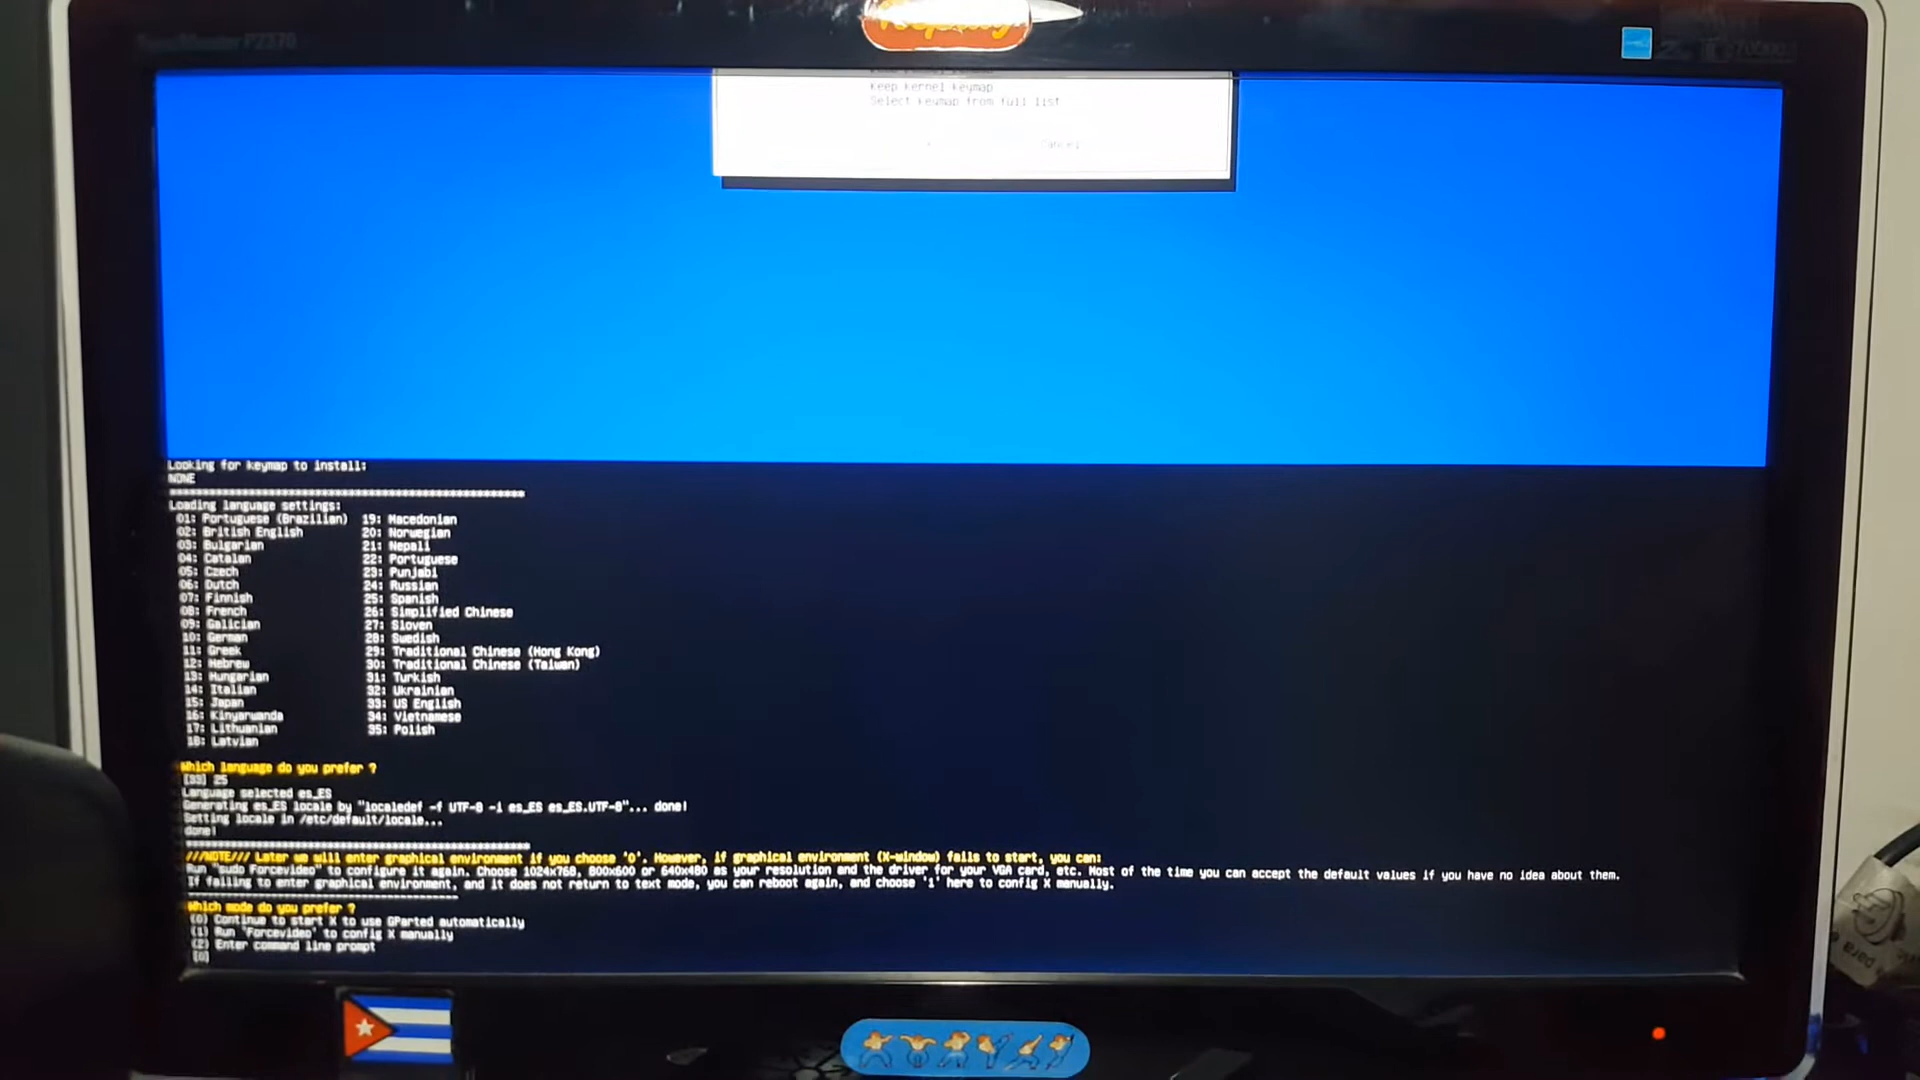 Keep kernel keymap
Select keymap from full list
Cancel
Looking for keymap to install:
NONE
Loading language settings:
01: Portuguese (Brazilian) 19: Macedonian
02: British English 20: Norwegian
03: Bulgarian 21: Nepali
04: Catalan 22: Portuguese
05: Czech 23: Punjabi
06: Dutch 24: Russian
07: Finnish 25: Spanish
08: French 26: Simplified Chinese
09: Galician 27: Sloven
10: German 28: Swedish
11: Greek 29: Traditional Chinese (Hong Kong)
12: Hebrew 30: Traditional Chinese (Taiwan)
13: Hungarian 31: Turkish
14: Italian 32: Ukrainian
15: Japan 33: US English
16: Kinyarwanda 34: Vietnamese
17: Lithuanian 35: Polish
18: Latvian
Which language do you prefer ?
[33] 25
Language selected es_ES
Generating es_ES locale by "localedef -f UTF-8 -i es_ES es_ES.UTF-8"... done!
Setting locale in /etc/default/locale...
done!
///NOTE/// Later we will enter graphical environment if you choose '0'. However, if graphical environment (X-window) fails to start, you can:
Run "sudo Forcevideo" to configure it again. Choose 1024x768, 800x600 or 640x480 as your resolution and the driver for your VGA card, etc. Most of the time you can accept the default values if you have no idea about them.
If failing to enter graphical environment, and it does not return to text mode, you can reboot again, and choose '1' here to config X manually.
Which mode do you prefer ?
(0) Continue to start X to use GParted automatically
(1) Run 'Forcevideo' to config X manually
(2) Enter command line prompt
[0]
para